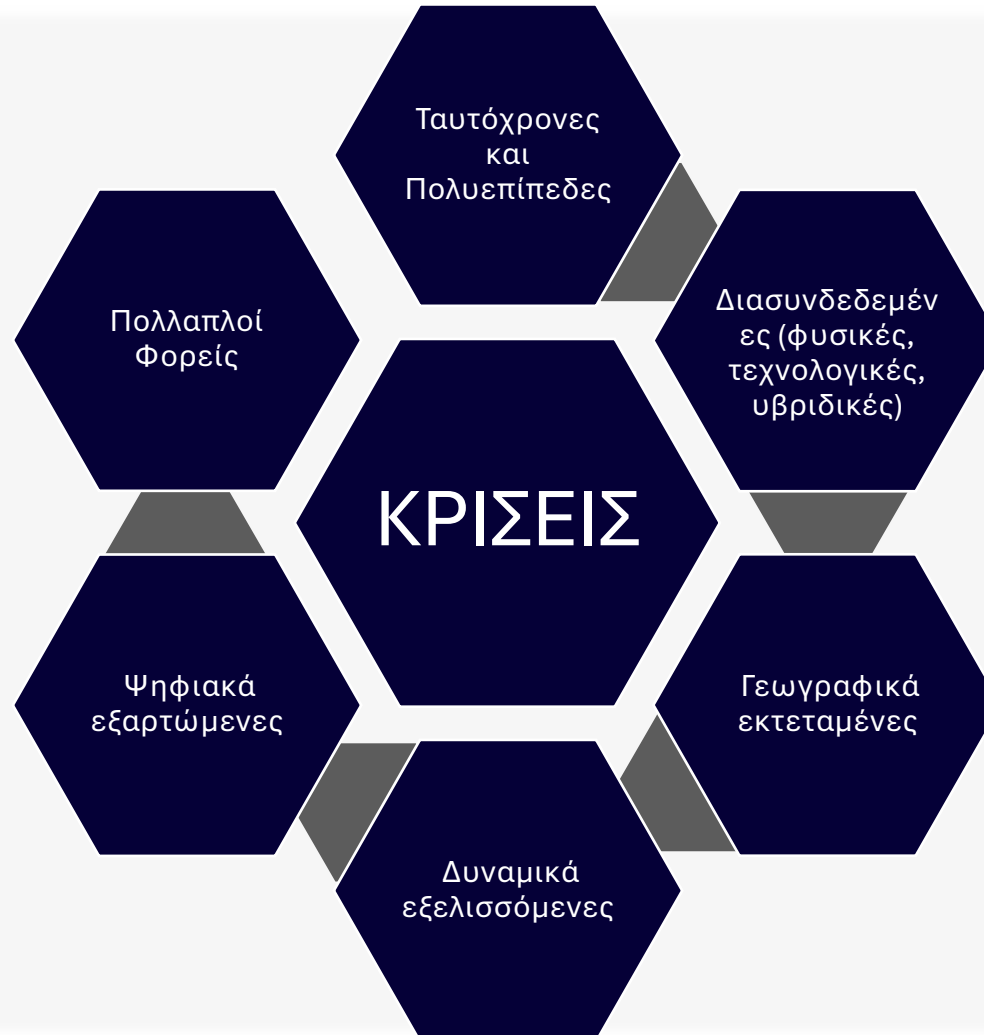 Ταυτόχρονες
και
Πολυεπίπεδες
Διασυνδεδεμέν
ες (φυσικές,
τεχνολογικές,
υβριδικές)
Γεωγραφικά
εκτεταμένες
Δυναμικά
εξελισσόμενες
Ψηφιακά
εξαρτώμενες
Πολλαπλοί
Φορείς
ΚΡΙΣΕΙΣ